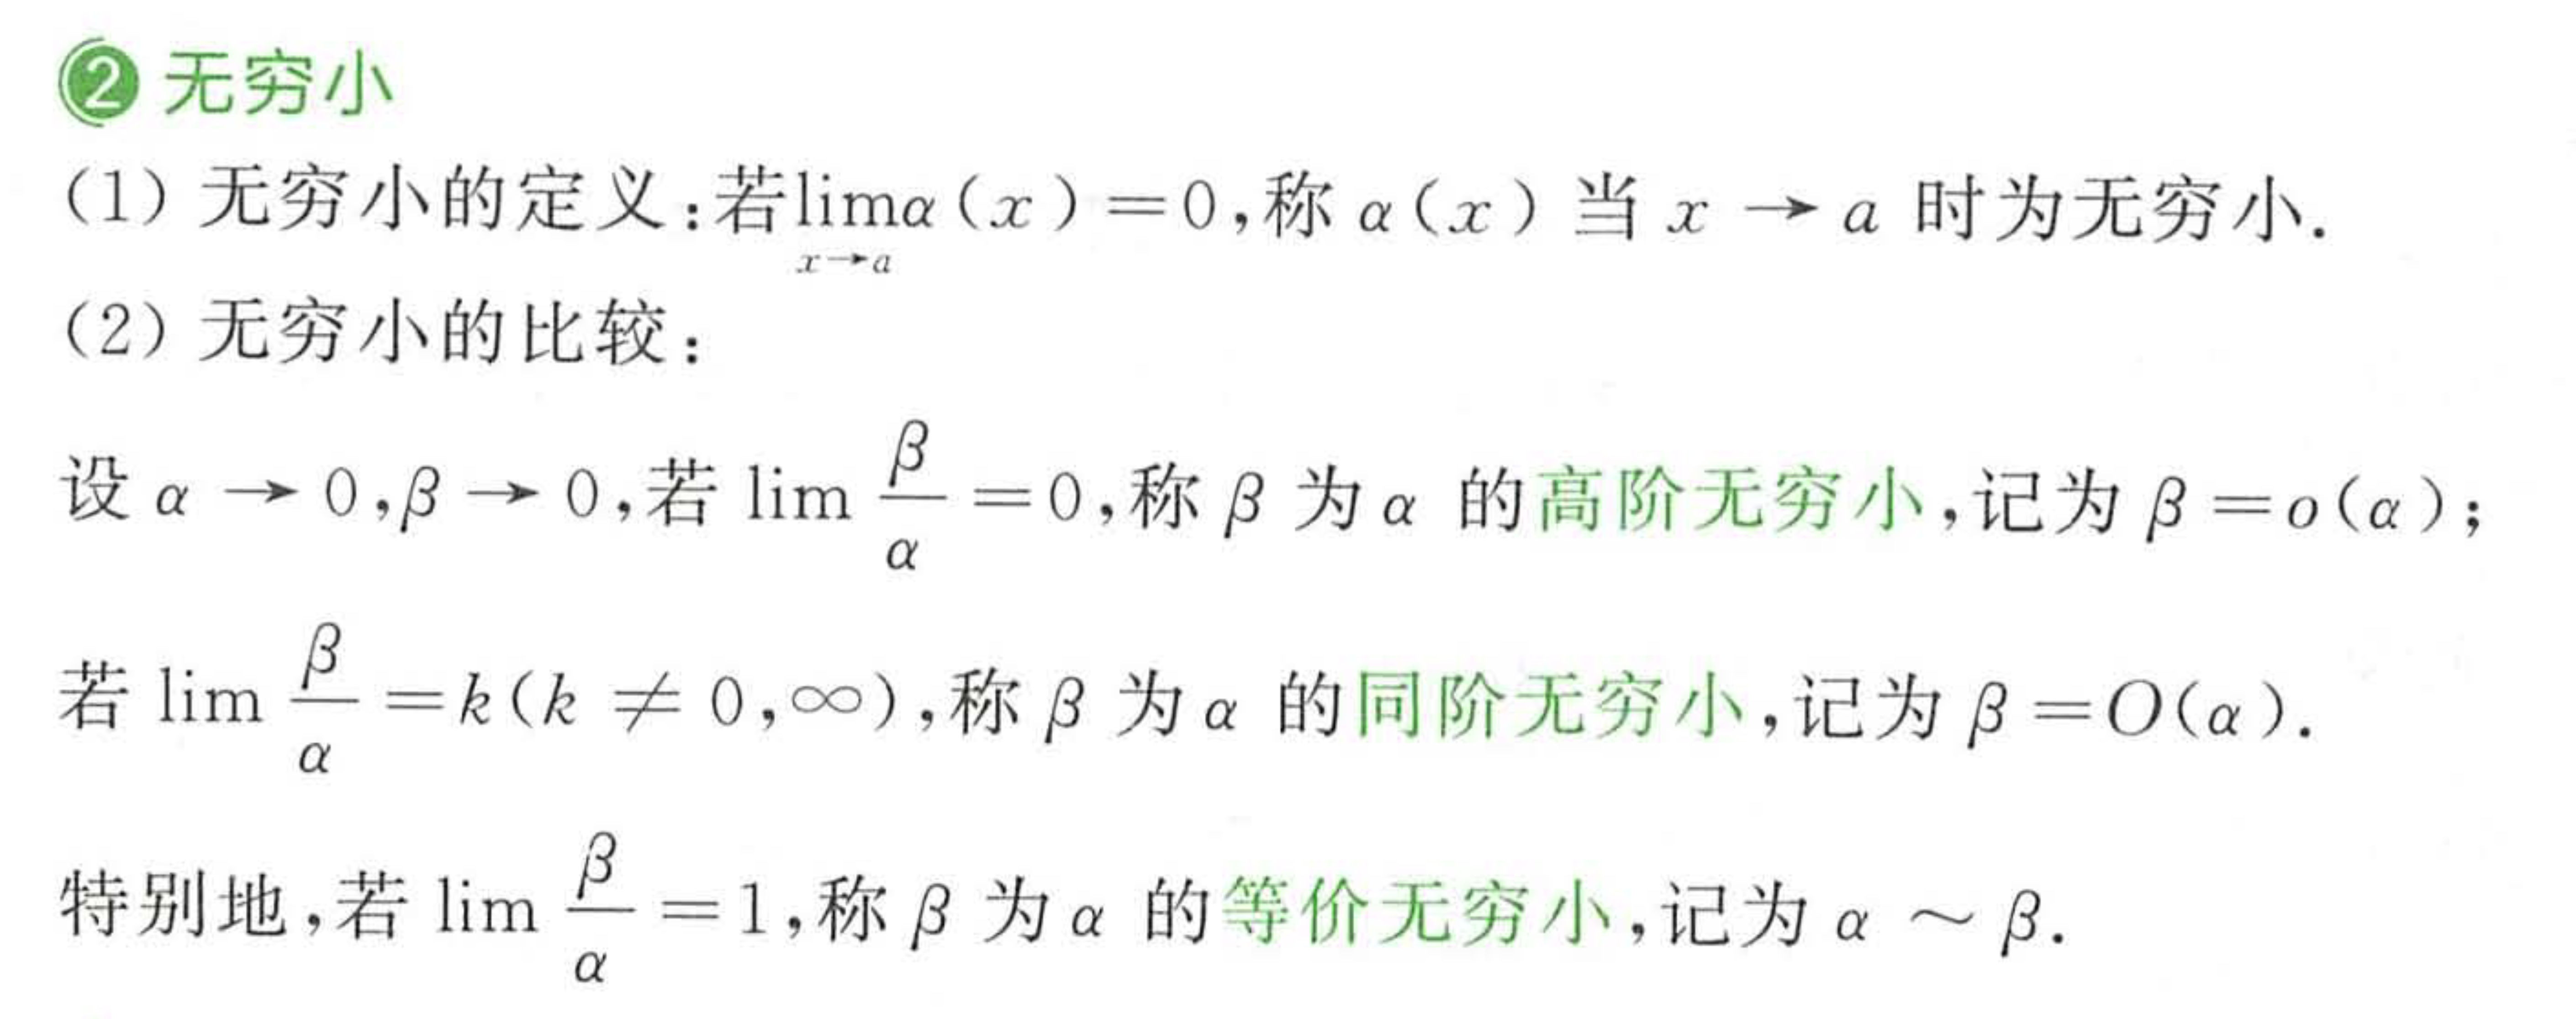 ② 无穷小
(1) 无穷小的定义:若$\lim\limits_{x \to a}\alpha(x)=0$,称 $\alpha(x)$ 当 $x \to a$ 时为无穷小.
(2) 无穷小的比较:
设 $\alpha \to 0,\beta \to 0$,若 $\lim \frac{\beta}{\alpha}=0$,称 $\beta$ 为 $\alpha$ 的高阶无穷小,记为 $\beta=o(\alpha)$;
若 $\lim \frac{\beta}{\alpha}=k(k \neq 0,\infty)$,称 $\beta$ 为 $\alpha$ 的同阶无穷小,记为 $\beta=O(\alpha)$.
特别地,若 $\lim \frac{\beta}{\alpha}=1$,称 $\beta$ 为 $\alpha$ 的等价无穷小,记为 $\alpha \sim \beta$.